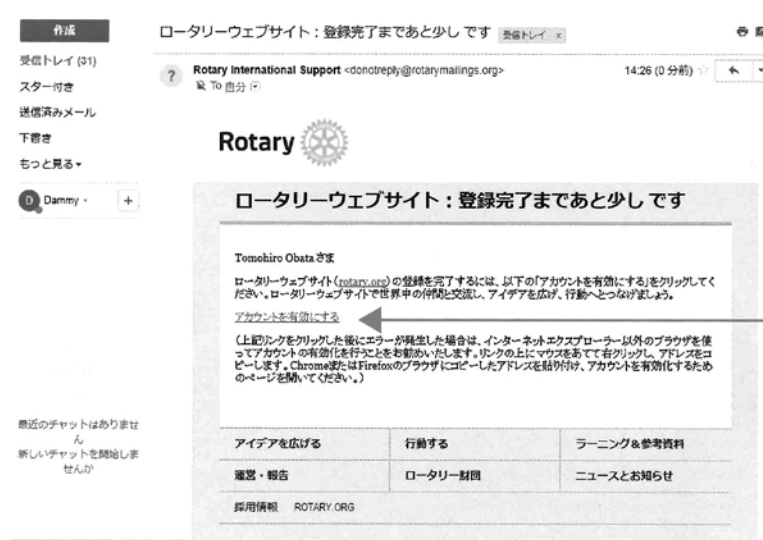 作成
ロータリーウェブサイト：登録完了まであと少し です 受信トレイ x
受信トレイ (31)
スター付き
送信済みメール
下書き
もっと見る▾
Dammy
+
?
Rotary International Support <donotreply@rotarymailings.org>
14:26 (0 分前)
To 自分
Rotary
ロータリーウェブサイト：登録完了まであと少し です
Tomohiro Obataさま
ロータリーウェブサイト(rotary.org)の登録を完了するには、以下の「アカウントを有効にする」をクリックしてく
ださい。ロータリーウェブサイトで世界中の仲間と交流し、アイデアを広げ、行動へとつなげましょう。
アカウントを有効にする
(上記リンクをクリックした後にエラーが発生した場合は、インターネットエクスプローラー以外のブラウザを使
ってアカウントの有効化を行うことをお勧めいたします。リンクの上にマウスをあてて右クリックし、アドレスをコ
ピーします。ChromeまたはFirefoxのブラウザにコピーしたアドレスを貼り付け、アカウントを有効化するため
のページを開いてください。)
最近のチャットはありませ
ん
新しいチャットを開始しま
せんか
アイデアを広げる 行動する ラーニング&参考資料
運営・報告 ロータリー財団 ニュースとお知らせ
採用情報 ROTARY.ORG